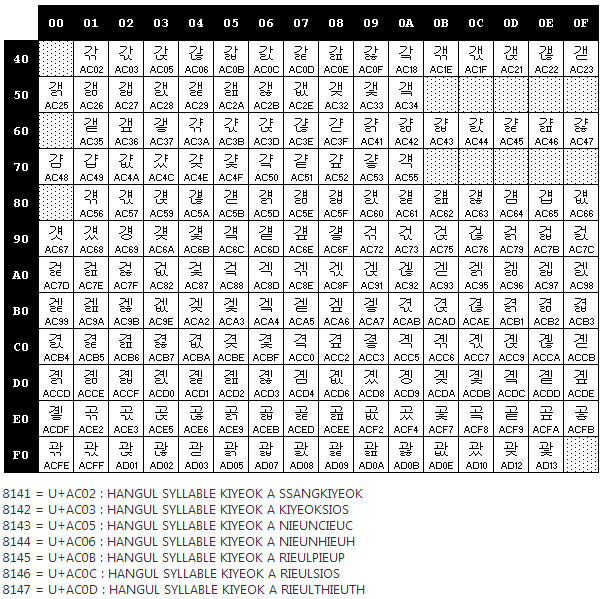 00 01 02 03 04 05 06 07 08 09 0A 0B 0C 0D 0E 0F
40 갂 갃 갅 갆 갋 갌 갍 갎 갏 갘 갞 갟 갡 갢 갣
AC02 AC03 AC05 AC06 AC0B AC0C AC0D AC0E AC0F AC18 AC1E AC1F AC21 AC22 AC23
50 갥 갦 갧 갨 갩 갪 갫 갮 갲 갳 갴
AC25 AC26 AC27 AC28 AC29 AC2A AC2B AC2E AC32 AC33 AC34
60 갵 갶 갷 갺 갻 갽 갾 갿 걁 걂 걃 걄 걅 걆 걇
AC35 AC36 AC37 AC3A AC3B AC3D AC3E AC3F AC41 AC42 AC43 AC44 AC45 AC46 AC47
70 걈 걉 걊 걌 걎 걏 걐 걑 걒 걓 걕
AC48 AC49 AC4A AC4C AC4E AC4F AC50 AC51 AC52 AC53 AC55
80 걖 걗 걙 걚 걛 걝 걞 걟 걠 걡 걢 걣 걤 걥 걦
AC56 AC57 AC59 AC5A AC5B AC5D AC5E AC5F AC60 AC61 AC62 AC63 AC64 AC65 AC66
90 걧 걨 걩 걪 걫 걬 걭 걮 걯 걲 걳 걵 걶 걹 걻 걼
AC67 AC68 AC69 AC6A AC6B AC6C AC6D AC6E AC6F AC72 AC73 AC75 AC76 AC79 AC7B AC7C
A0 걽 걾 걿 겂 겇 겈 겍 겎 겏 겑 겒 겓 겕 겖 겗 겘
AC7D AC7E AC7F AC82 AC87 AC88 AC8D AC8E AC8F AC91 AC92 AC93 AC95 AC96 AC97 AC98
B0 겙 겚 겛 겞 겢 겣 겤 겥 겦 겧 겫 겭 겮 겱 겲 겳
AC99 AC9A AC9B AC9E ACA2 ACA3 ACA4 ACA5 ACA6 ACA7 ACAB ACAD ACAE ACB1 ACB2 ACB3
C0 겴 겵 겶 겷 겺 겾 겿 곀 곂 곃 곅 곆 곇 곉 곊 곋
ACB4 ACB5 ACB6 ACB7 ACBA ACBE ACBF ACC0 ACC2 ACC3 ACC5 ACC6 ACC7 ACC9 ACCA ACCB
D0 곍 곎 곏 곐 곑 곒 곓 곔 곖 곘 곙 곚 곛 곜 곝 곞
ACCD ACCE ACCF ACD0 ACD1 ACD2 ACD3 ACD4 ACD6 ACD8 ACD9 ACDA ACDB ACDC ACDD ACDE
E0 곟 곢 곣 곥 곦 곩 곫 곭 곮 곲 곴 곷 곸 곹 곺 곻
ACDF ACE2 ACE3 ACE5 ACE6 ACE9 ACEB ACED ACEE ACF2 ACF4 ACF7 ACF8 ACF9 ACFA ACFB
F0 곾 곿 괁 괂 괃 괅 괇 괈 괉 괊 괋 괎 괐 괒 괓
ACFE ACFF AD01 AD02 AD03 AD05 AD07 AD08 AD09 AD0A AD0B AD0E AD10 AD12 AD13
8141 = U+AC02 : HANGUL SYLLABLE KIYEOK A SSANGKIYEOK
8142 = U+AC03 : HANGUL SYLLABLE KIYEOK A KIYEOKSIOS
8143 = U+AC05 : HANGUL SYLLABLE KIYEOK A NIEUNCIEUC
8144 = U+AC06 : HANGUL SYLLABLE KIYEOK A NIEUNHIEUH
8145 = U+AC0B : HANGUL SYLLABLE KIYEOK A RIEULPIEUP
8146 = U+AC0C : HANGUL SYLLABLE KIYEOK A RIEULSIOS
8147 = U+AC0D : HANGUL SYLLABLE KIYEOK A RIEULTHIEUTH